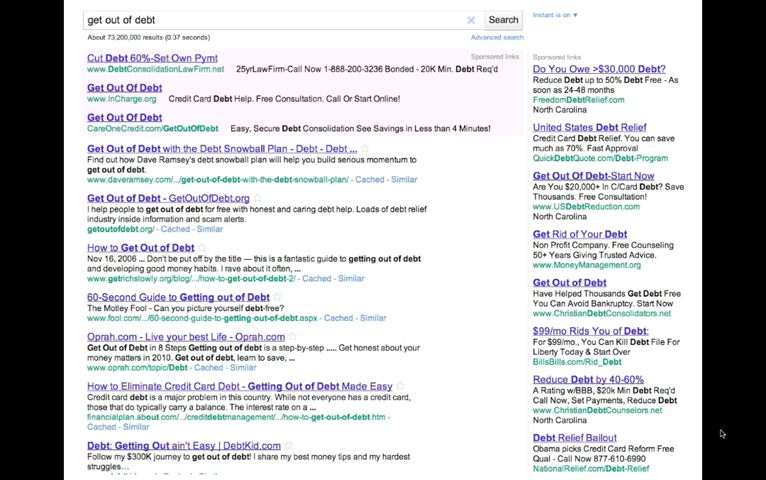 get out of debt
Search
Instant is on ▼
About 73,200,000 results (0.37 seconds)
Advanced search
Sponsored links
Cut Debt 60%-Set Own Pymt
www.DebtConsolidationLawFirm.net 25yrLawFirm-Call Now 1-888-200-3236 Bonded - 20K Min. Debt Req'd
Get Out Of Debt
www.InCharge.org Credit Card Debt Help. Free Consultation. Call Or Start Online!
Get Out Of Debt
CareOneCredit.com/GetOutOfDebt Easy, Secure Debt Consolidation See Savings in Less than 4 Minutes!
Get Out of Debt with the Debt Snowball Plan - Debt - Debt ...
Find out how Dave Ramsey's debt snowball plan will help you build serious momentum to
get out of debt.
www.daveramsey.com/.../get-out-of-debt-with-the-debt-snowball-plan/ - Cached - Similar
Get Out of Debt - GetOutOfDebt.org
I help people to get out of debt for free with honest and caring debt help. Loads of debt relief
industry inside information and scam alerts.
getoutofdebt.org/ - Cached - Similar
How to Get Out of Debt
Nov 16, 2006 ... Don't be put off by the title — this is a fantastic guide to getting out of debt
and developing good money habits. I rave about it often, ...
www.getrichslowly.org/blog/.../how-to-get-out-of-debt-2/ - Cached - Similar
60-Second Guide to Getting out of Debt
The Motley Fool - Can you picture yourself debt-free?
www.fool.com/.../60-second-guide-to-getting-out-of-debt.aspx - Cached - Similar
Oprah.com - Live your Best Life - Oprah.com
Get Out of Debt in 8 Steps Getting out of debt is a step-by-step ..... Get honest about your
money matters in 2010. Get out of debt, learn to save, ...
www.oprah.com/topic/Debt - Cached - Similar
How to Eliminate Credit Card Debt - Getting Out of Debt Made Easy
Credit card debt is a major problem in this country. While not everyone has a credit card,
those that do typically carry a balance. The interest rate on a ...
financialplan.about.com/.../creditdebtmanagement/.../how-to-get-out-of-debt.htm -
Cached - Similar
Debt: Getting Out ain't Easy | DebtKid.com
Follow my $300K journey to get out of debt! I share my best money tips and my hardest
struggles...
Sponsored links
Do You Owe >$30,000 Debt?
Reduce Debt up to 50% Debt Free - As
soon as 24-48 months
FreedomDebtRelief.com
North Carolina
United States Debt Relief
Credit Card Debt Relief. You can save
much as 70%. Fast Approval
QuickDebtQuote.com/Debt-Program
Get Out Of Debt-Start Now
Are You $20,000+ In C/Card Debt? Save
Thousands. Free Consultation!
www.USDebtReduction.com
North Carolina
Get Rid of Your Debt
Non Profit Company. Free Counseling
50+ Years Giving Trusted Advice.
www.MoneyManagement.org
Get Out of Debt
Have Helped Thousands Get Debt Free
You Can Avoid Bankruptcy. Start Now
www.ChristianDebtConsolidators.net
$99/mo Rids You of Debt:
For $99/mo., You Can Kill Debt File For
Liberty Today & Start Over
BillsBills.com/Rid_Debt
Reduce Debt by 40-60%
A Rating w/BBB, $20k Min Debt Req'd
Call Now, Set Payments, Reduce Debt
www.ChristianDebtCounselors.net
North Carolina
Debt Relief Bailout
Obama picks Credit Card Reform Free
Qual - Call Now 877-610-6990
NationalRelief.com/Debt-Relief